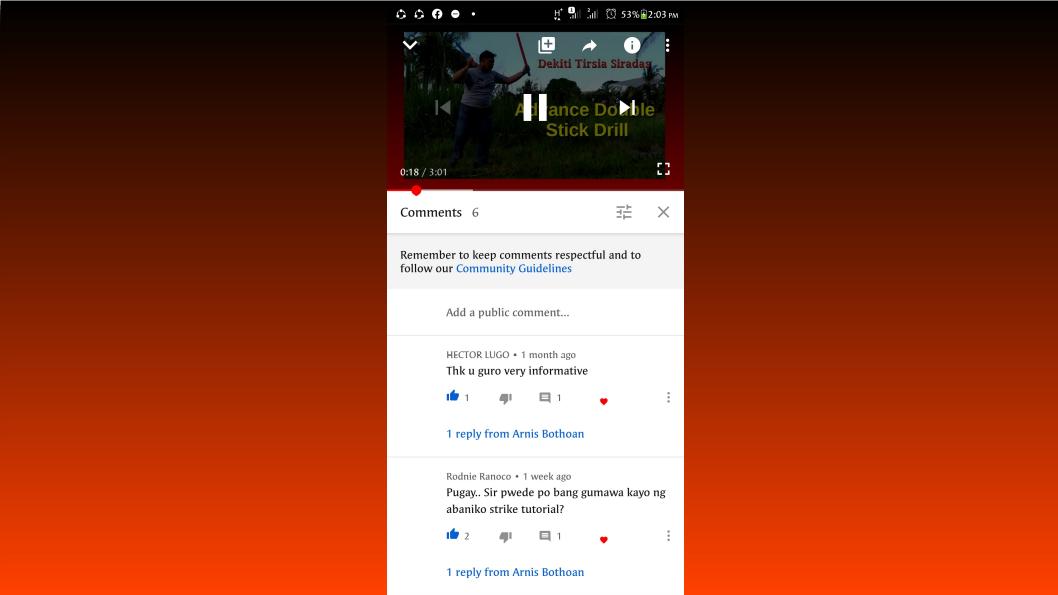 53% 2:03 PM
Dekiti Tirsia Siradas
Advance Double
Stick Drill
0:18 / 3:01
Comments 6
Remember to keep comments respectful and to
follow our Community Guidelines
Add a public comment...
HECTOR LUGO • 1 month ago
Thk u guro very informative
1 1
1 reply from Arnis Bothoan
Rodnie Ranoco • 1 week ago
Pugay.. Sir pwede po bang gumawa kayo ng
abaniko strike tutorial?
2 1
1 reply from Arnis Bothoan